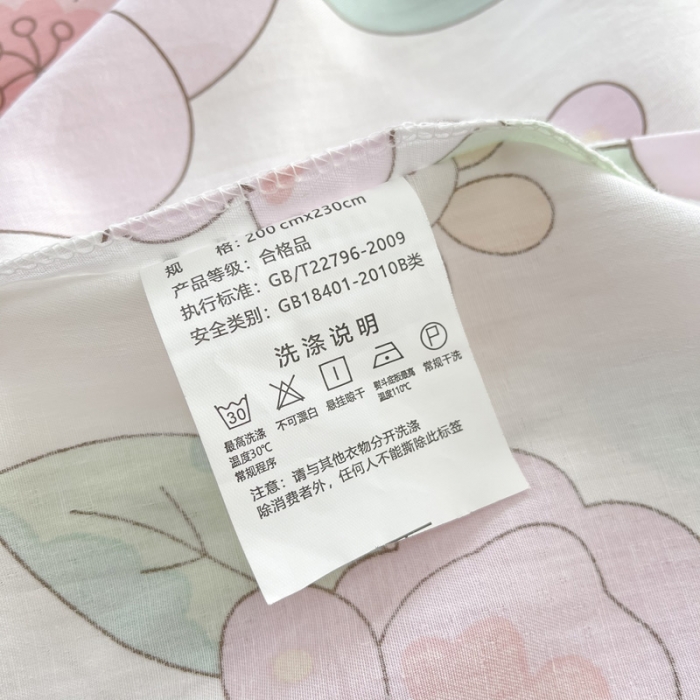 规 格：200 cmx230cm
产品等级：合格品
执行标准：GB/T22796-2009
安全类别：GB18401-2010B类
洗涤说明
30
P
最高洗涤
温度30℃
常规程序
不可漂白
悬挂晾干
熨斗底板最高
温度110℃
常规干洗
注意：请与其他衣物分开洗涤
除消费者外，任何人不能撕除此标签